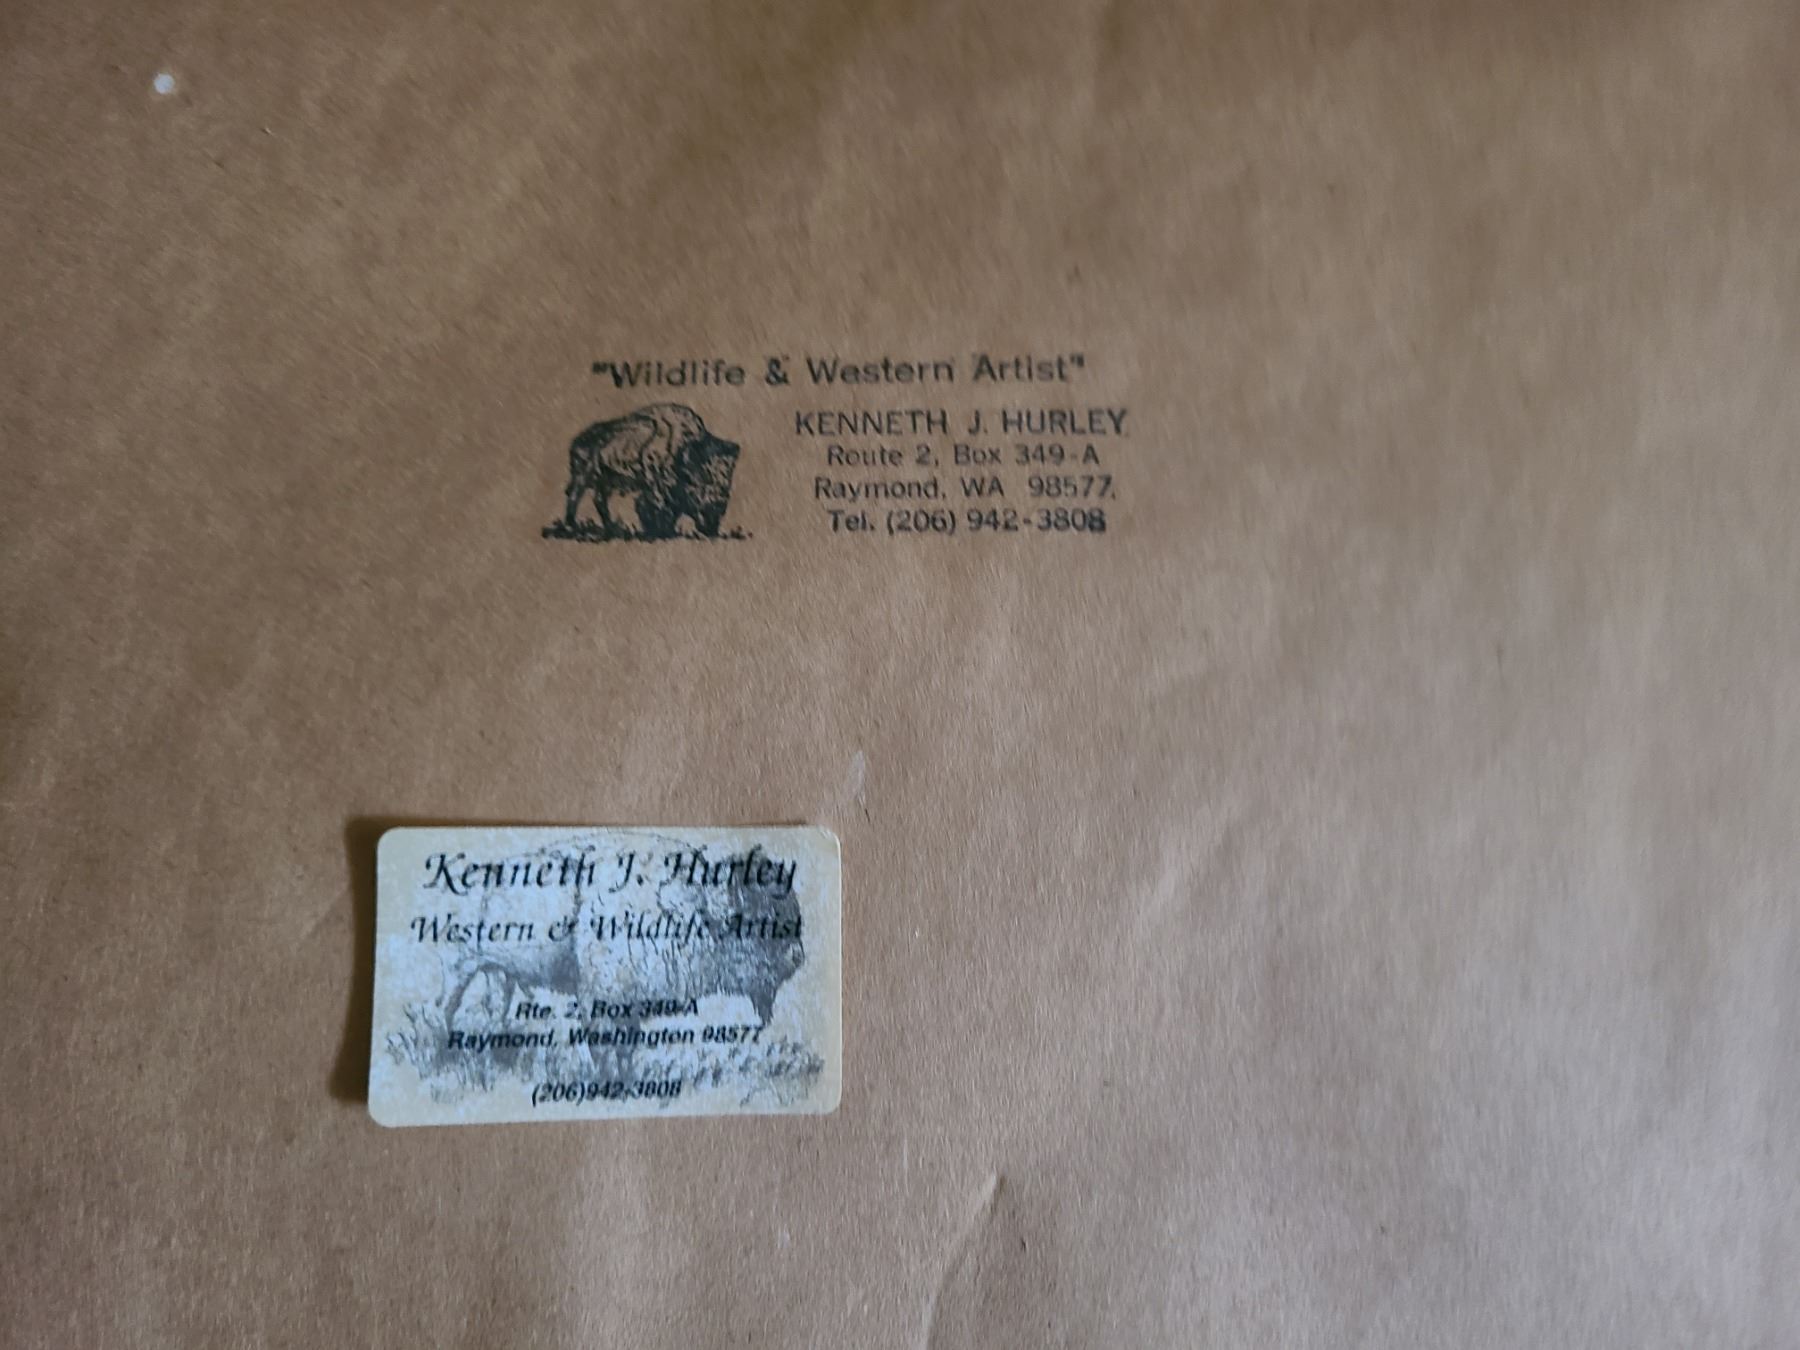 "Wildlife & Western Artist"
KENNETH J. HURLEY
Route 2, Box 349-A
Raymond, WA 98577
Tel. (206) 942-3808
Kenneth J. Hurley
Western & Wildlife Artist
Rte. 2, Box 349-A
Raymond, Washington 98577
(206)942-3808